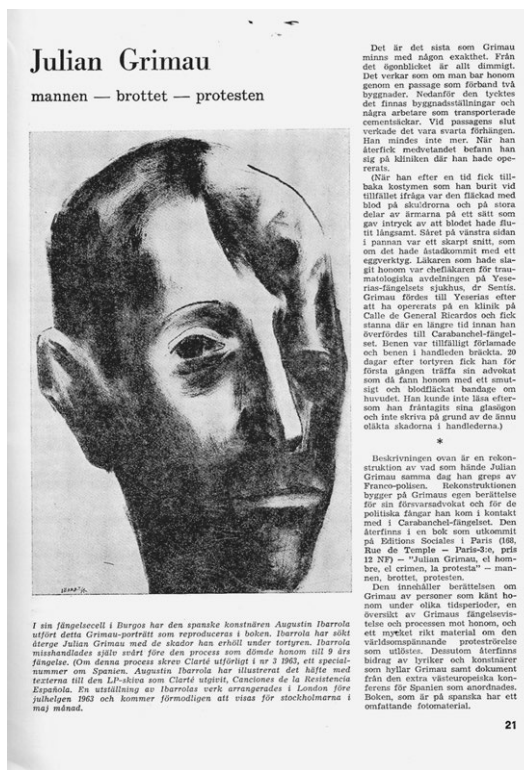 Julian Grimau
mannen — brottet — protesten
IBARROLA
I sin fängelsecell i Burgos har den spanske konstnären Augustin Ibarrola
utfört detta Grimau-porträtt som reproduceras i boken. Ibarrola har sökt
återge Julian Grimau med de skador han erhöll under tortyren. Ibarrola
misshandlades själv svårt före den process som dömde honom till 9 års
fängelse. (Om denna process skrev Clarté utförligt i nr 3 1963, ett special-
nummer om Spanien. Augustin Ibarrola har illustrerat det häfte med
texterna till den LP-skiva som Clarté utgivit, Canciones de la Resistencia
Española. En utställning av Ibarrolas verk arrangerades i London före
julhelgen 1963 och kommer förmodligen att visas för stockholmarna i
maj månad.
Det är det sista som Grimau
minns med någon exakthet. Från
det ögonblicket är allt dimmigt.
Det verkar som om man bar honom
genom en passage som förband två
byggnader. Nedanför den tycktes
det finnas byggnadsställningar och
några arbetare som transporterade
cementsäckar. Vid passagens slut
verkade det vara svarta förhängen.
Han mindes inte mer. När han
återfick medvetandet befann han
sig på kliniken där han hade ope-
rerats.
(När han efter en tid fick till-
baka kostymen som han burit vid
tillfället ifråga var den fläckad med
blod på skuldrorna och på stora
delar av ärmarna på ett sätt som
gav intryck av att blodet hade flu-
tit långsamt. Såret på vänstra sidan
i pannan var ett skarpt snitt, som
om det hade åstadkommit med ett
eggverktyg. Läkaren som hade sla-
git honom var chefläkaren för trau-
matologiska avdelningen på Yese-
rias-fängelsets sjukhus, dr Sentís.
Grimau fördes till Yeserias efter
att ha opererats på en klinik på
Calle de General Ricardos och fick
stanna där en längre tid innan han
överfördes till Carabanchel-fängel-
set. Benen var tillfälligt förlamade
och benen i handleden bräckta. 20
dagar efter tortyren fick han för
första gången träffa sin advokat
som då fann honom med ett smut-
sigt och blodfläckat bandage om
huvudet. Han kunde inte läsa efter-
som han fråntagits sina glasögon
och inte skriva på grund av de ännu
oläkta skadorna i handlederna.)
*
Beskrivningen ovan är en rekon-
struktion av vad som hände Julian
Grimau samma dag han greps av
Franco-polisen. Rekonstruktionen
bygger på Grimaus egen berättelse
för sin försvarsadvokat och för de
politiska fångar han kom i kontakt
med i Carabanchel-fängelset. Den
återfinns i en bok som utkommit
på Editions Sociales i Paris (168,
Rue de Temple — Paris-3:e, pris
12 NF) — "Julian Grimau, el hom-
bre, el crimen, la protesta" — man-
nen, brottet, protesten.
Den innehåller berättelsen om
Grimau av personer som känt ho-
nom under olika tidsperioder, en
översikt av Grimaus fängelsevis-
telse och processen mot honom, och
ett mycket rikt material om den
världsomspännande proteströrelse
som utlöstes. Dessutom återfinns
bidrag av lyriker och konstnärer
som hyllar Grimau samt dokument
från den extra västeuropeiska kon-
ferens för Spanien som anordnades.
Boken, som är på spanska har ett
omfattande fotomaterial.
21